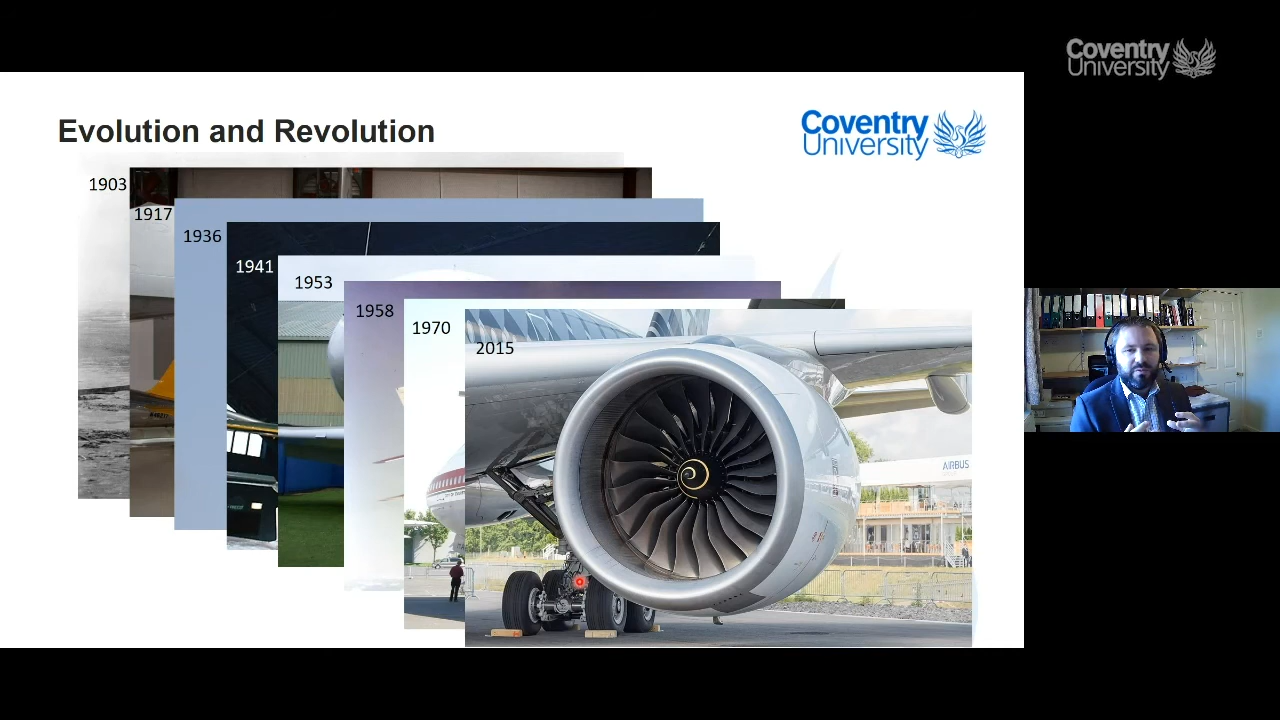 Coventry
University
Evolution and Revolution
Coventry
University
1903
1917
1936
1941
1953
1958
1970
2015
AIRBUS